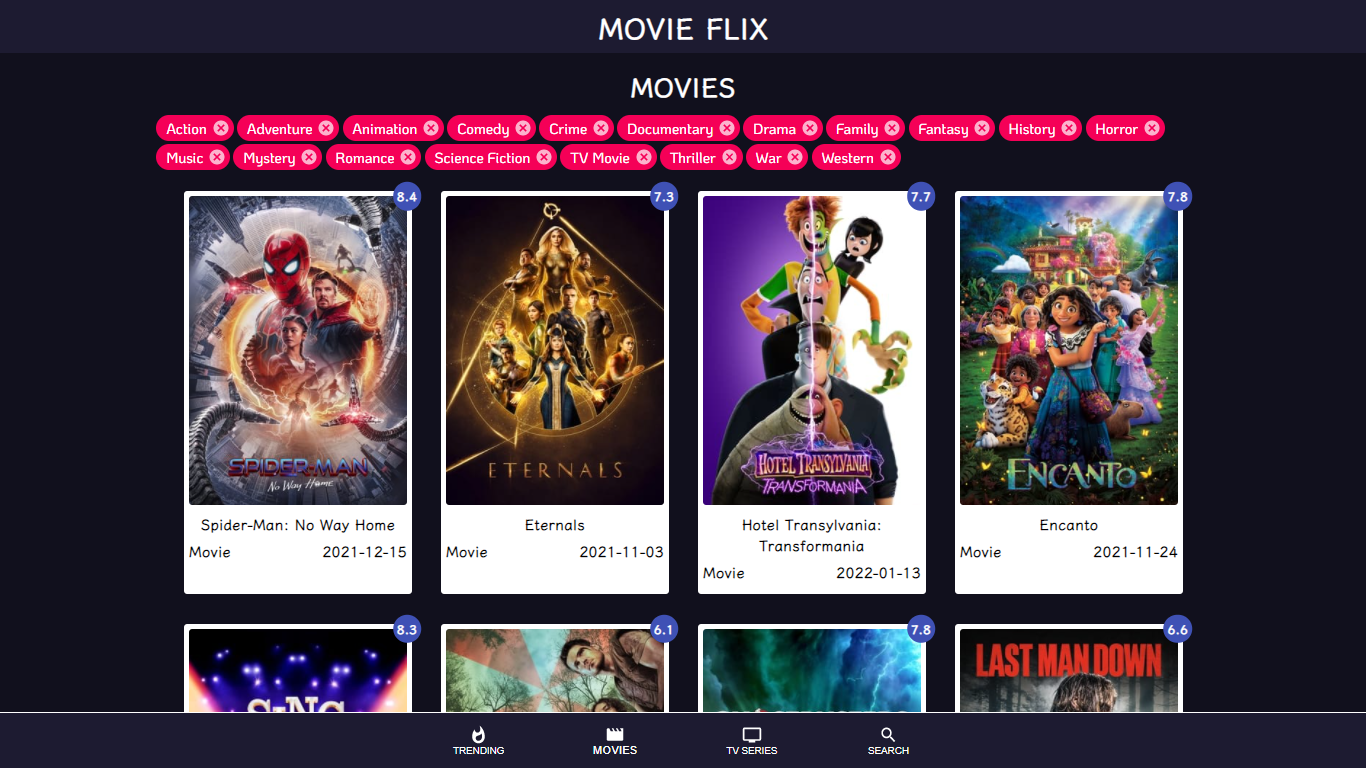 MOVIE FLIX
MOVIES
Action Adventure Animation Comedy Crime Documentary Drama Family Fantasy History Horror
Music Mystery Romance Science Fiction TV Movie Thriller War Western
8.4 7.3 7.7 7.8
SPIDER-MAN
No Way Home
ETERNALS
HOTEL TRANSYLVANIA
TRANSFORMANIA
ENCANTO
Spider-Man: No Way Home
Movie 2021-12-15
Eternals
Movie 2021-11-03
Hotel Transylvania:
Transformania
Movie 2022-01-13
Encanto
Movie 2021-11-24
8.3 6.1 7.8 6.6
SING
LAST MAN DOWN
TRENDING MOVIES TV SERIES SEARCH